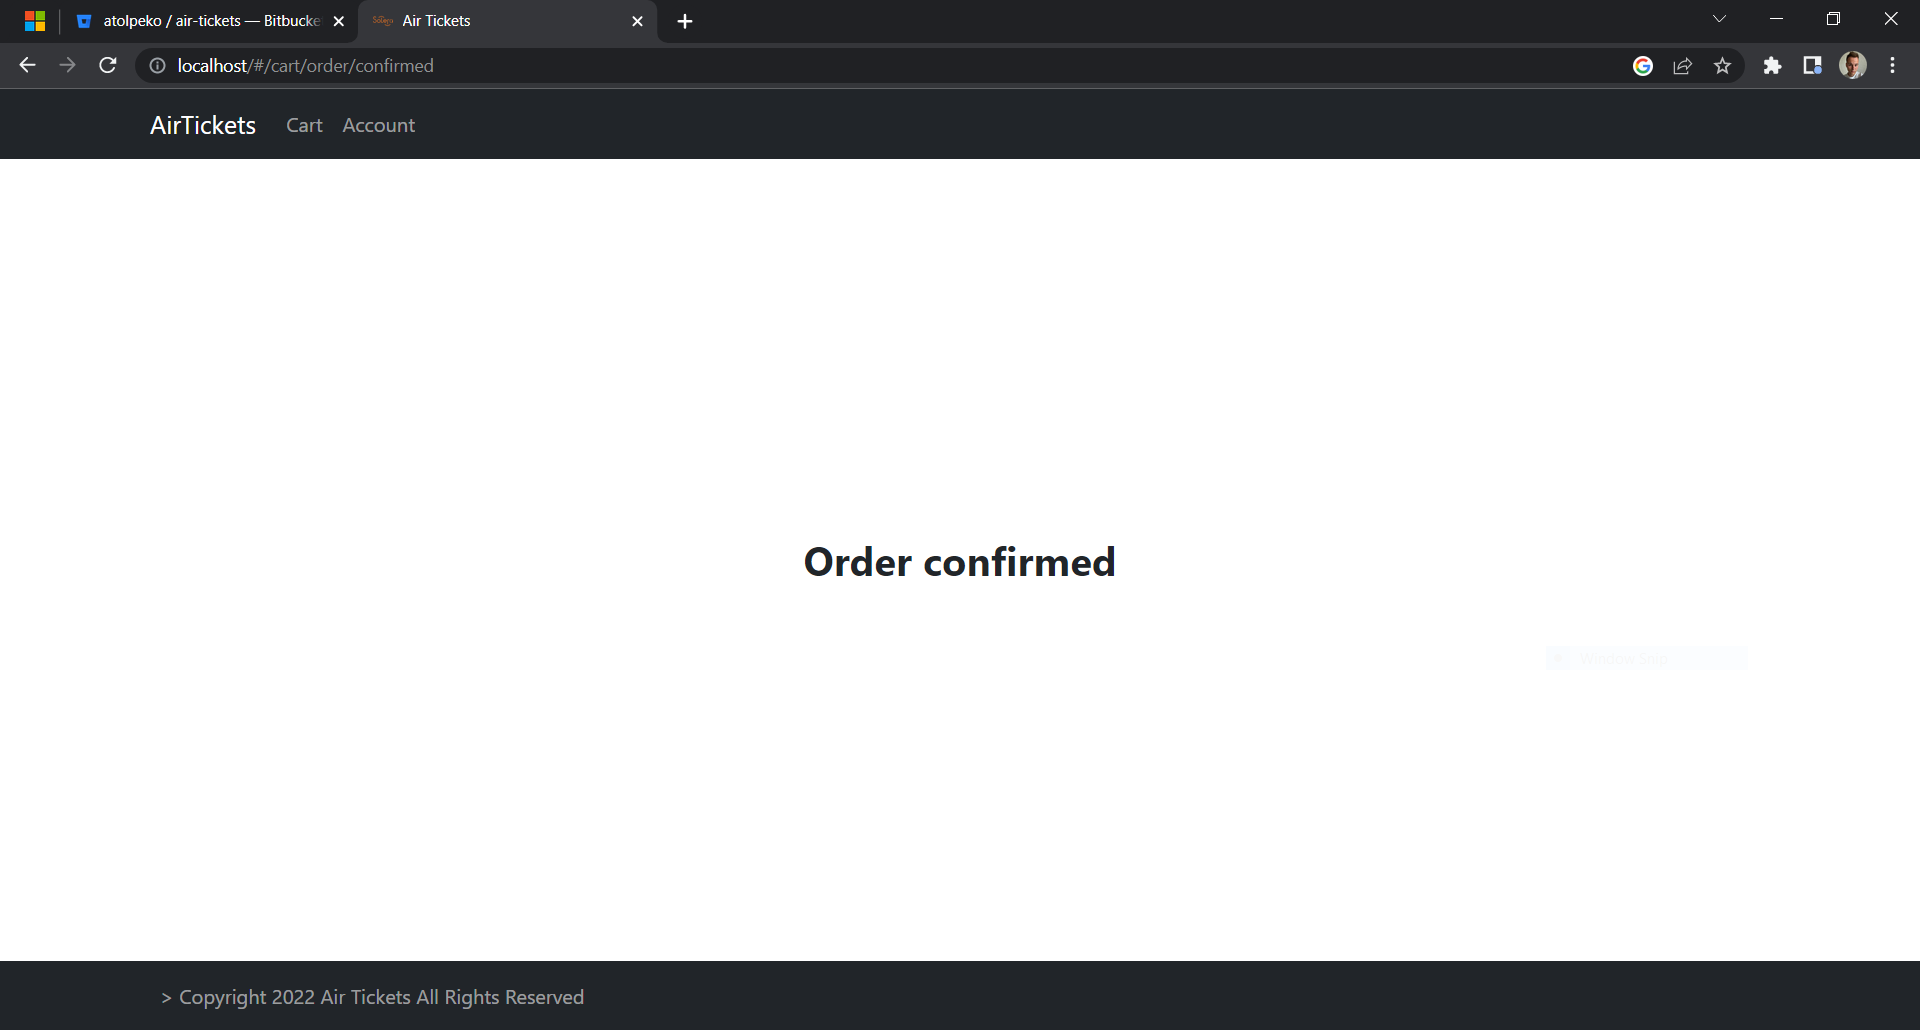 atolpeko / air-tickets — Bitbucke
Air Tickets
localhost/#/cart/order/confirmed
AirTickets
Cart
Account
Order confirmed
Window Snip
> Copyright 2022 Air Tickets All Rights Reserved